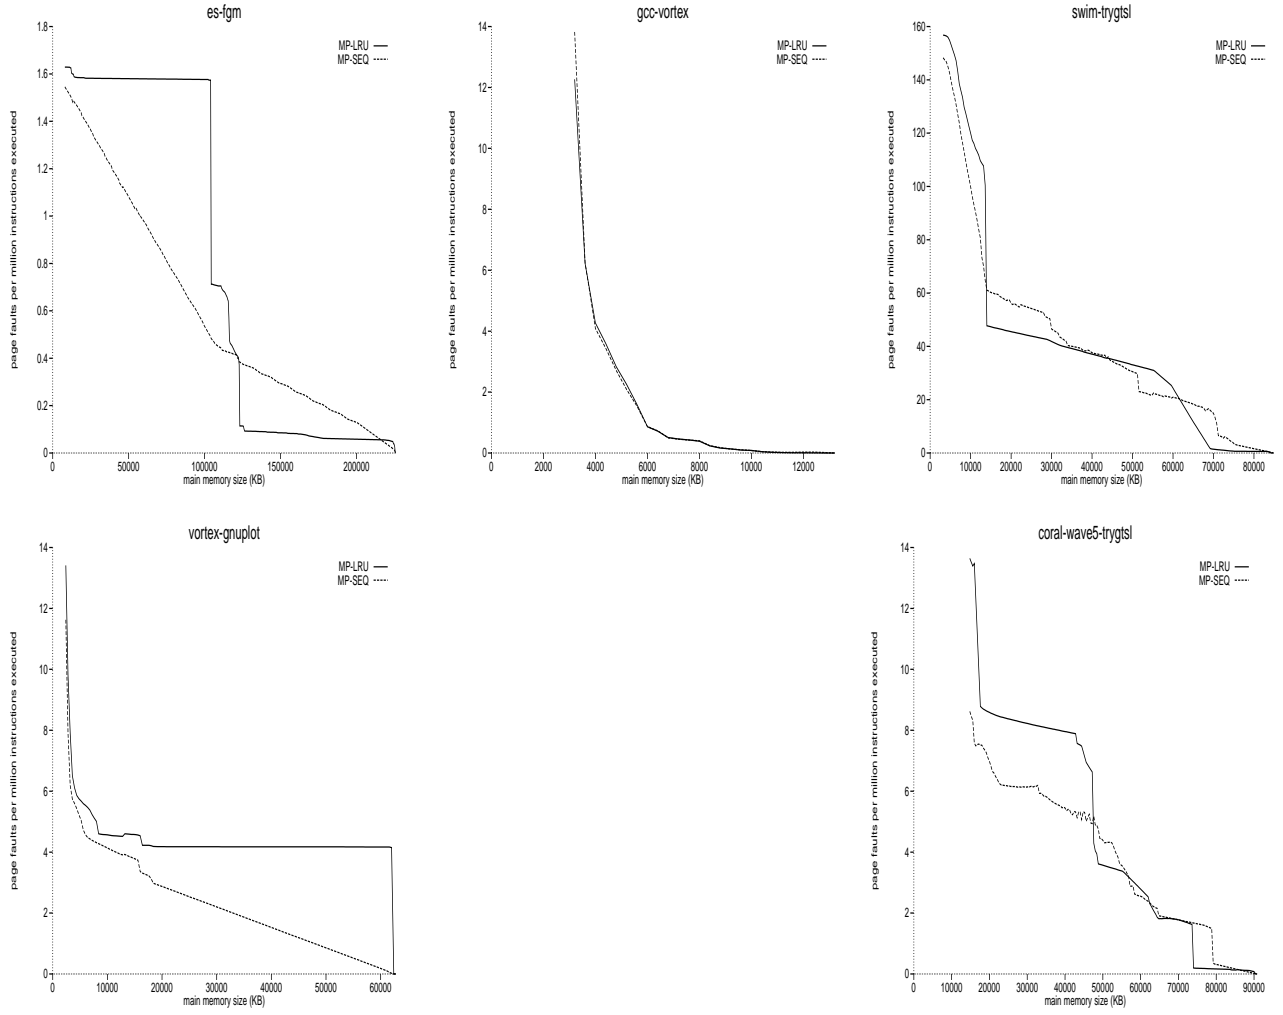 es-fgm
MP-LRU
MP-SEQ
page faults per million instructions executed
1.8
1.6
1.4
1.2
1
0.8
0.6
0.4
0.2
0
0 50000 100000 150000 200000
main memory size (KB)
gcc-vortex
MP-LRU
MP-SEQ
page faults per million instructions executed
14
12
10
8
6
4
2
0
0 2000 4000 6000 8000 10000 12000
main memory size (KB)
swim-trygtsl
MP-LRU
MP-SEQ
page faults per million instructions executed
160
140
120
100
80
60
40
20
0
0 10000 20000 30000 40000 50000 60000 70000 80000
main memory size (KB)
vortex-gnuplot
MP-LRU
MP-SEQ
page faults per million instructions executed
14
12
10
8
6
4
2
0
0 10000 20000 30000 40000 50000 60000
main memory size (KB)
coral-wave5-trygtsl
MP-LRU
MP-SEQ
page faults per million instructions executed
14
12
10
8
6
4
2
0
0 10000 20000 30000 40000 50000 60000 70000 80000 90000
main memory size (KB)